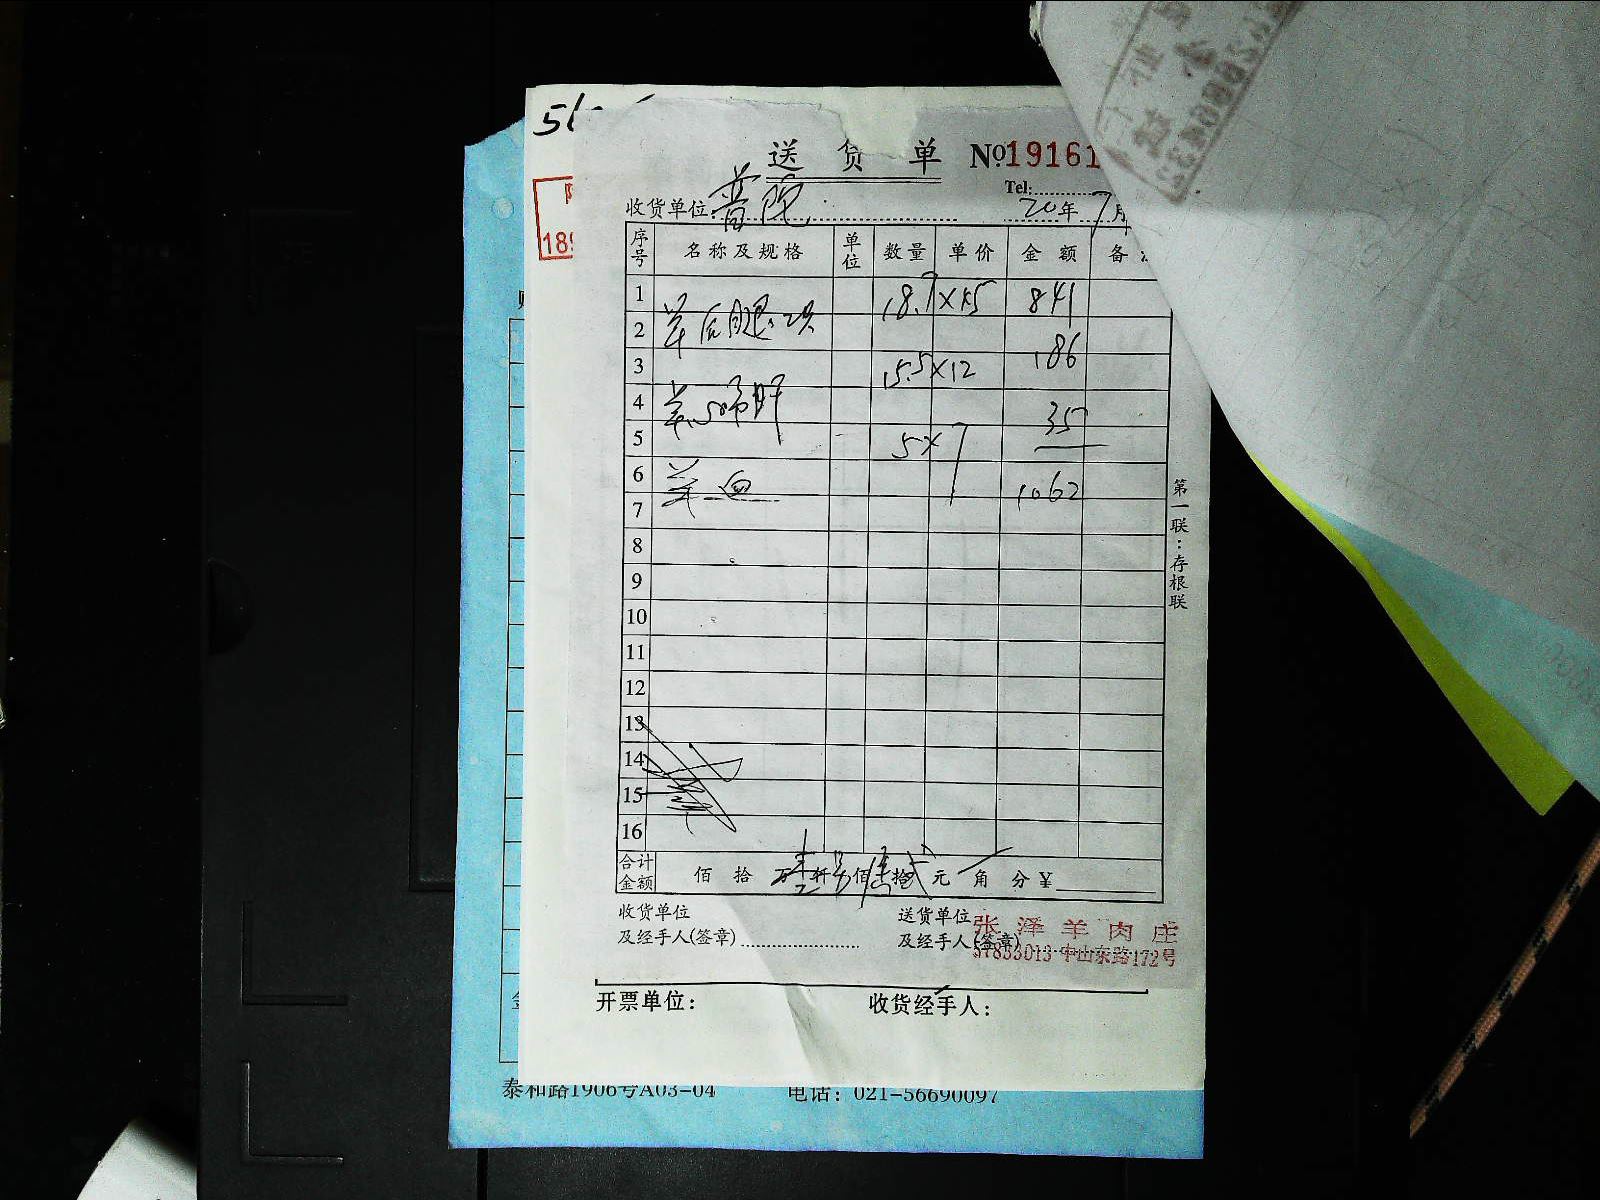 送 货 单 №19161
Tel:
收货单位: 普陀
20年 7月
序号 名称及规格 单位 数量 单价 金额 备
1 18.7×45 841
2 羊后腿
3 15.5×12 186
4 羊心 肝
5 5×7 35
6 羊血 1062
7
8
9
10
11
12
13
14
15
16
合计金额 佰 拾 万壹仟 佰陆拾贰元 角 分 ¥
收货单位
及经手人(签章)
送货单位
及经手人(签章)
张泽羊肉庄
57833013 中山东路172号
第一联:存根联
开票单位: 收货经手人:
泰和路1906号A03-04 电话: 021-56690097